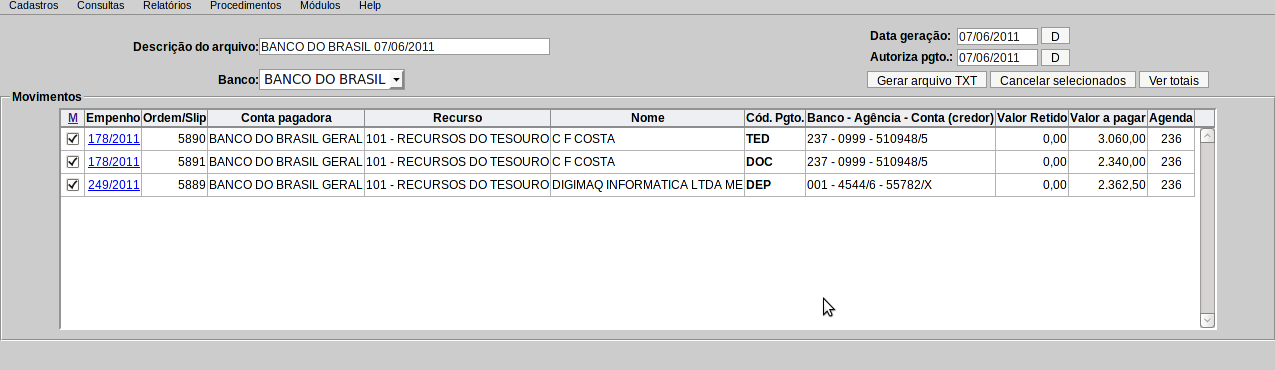 Cadastros Consultas Relatórios Procedimentos Módulos Help
Descrição do arquivo: BANCO DO BRASIL 07/06/2011 Data geração: 07/06/2011 D
Autoriza pgto.: 07/06/2011 D
Banco: BANCO DO BRASIL Gerar arquivo TXT Cancelar selecionados Ver totais
Movimentos
M Empenho Ordem/Slip Conta pagadora Recurso Nome Cód. Pgto. Banco - Agência - Conta (credor) Valor Retido Valor a pagar Agenda
178/2011 5890 BANCO DO BRASIL GERAL 101 - RECURSOS DO TESOURO C F COSTA TED 237 - 0999 - 510948/5 0,00 3.060,00 236
178/2011 5891 BANCO DO BRASIL GERAL 101 - RECURSOS DO TESOURO C F COSTA DOC 237 - 0999 - 510948/5 0,00 2.340,00 236
249/2011 5889 BANCO DO BRASIL GERAL 101 - RECURSOS DO TESOURO DIGIMAQ INFORMATICA LTDA ME DEP 001 - 4544/6 - 55782/X 0,00 2.362,50 236